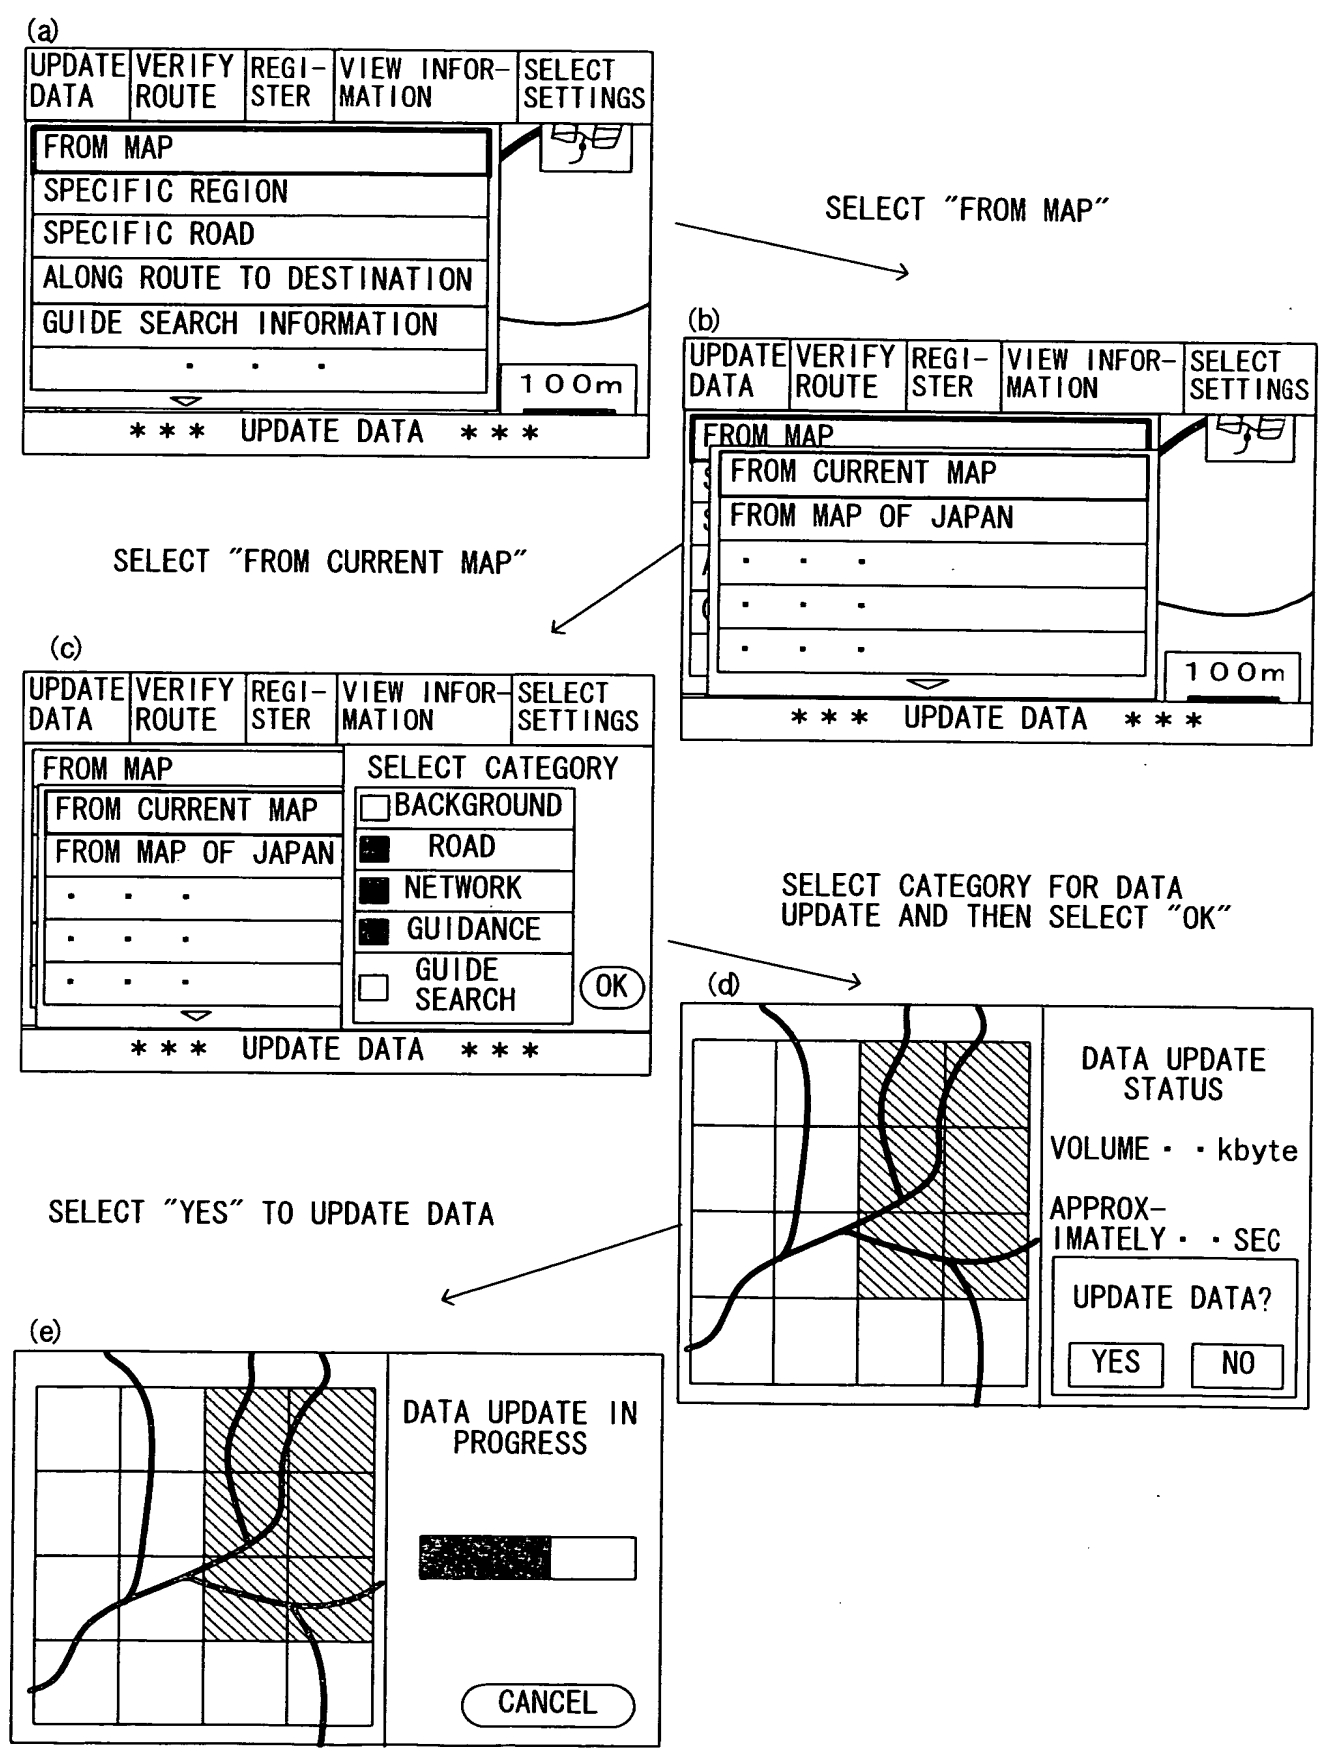 (a)
UPDATE DATA
VERIFY ROUTE
REGI-
STER
VIEW INFOR-
MATION
SELECT
SETTINGS
FROM MAP
SPECIFIC REGION
SPECIFIC ROAD
ALONG ROUTE TO DESTINATION
GUIDE SEARCH INFORMATION
・ ・ ・
100m
*** UPDATE DATA ***
SELECT "FROM MAP"
(b)
UPDATE DATA
VERIFY ROUTE
REGI-
STER
VIEW INFOR-
MATION
SELECT
SETTINGS
FROM MAP
FROM CURRENT MAP
FROM MAP OF JAPAN
・ ・ ・
・ ・ ・
・ ・ ・
100m
*** UPDATE DATA ***
SELECT "FROM CURRENT MAP"
(c)
UPDATE DATA
VERIFY ROUTE
REGI-
STER
VIEW INFOR-
MATION
SELECT
SETTINGS
FROM MAP
FROM CURRENT MAP
FROM MAP OF JAPAN
・ ・ ・
・ ・ ・
・ ・ ・
SELECT CATEGORY
BACKGROUND
ROAD
NETWORK
GUIDANCE
GUIDE
SEARCH
OK
*** UPDATE DATA ***
SELECT CATEGORY FOR DATA
UPDATE AND THEN SELECT "OK"
(d)
DATA UPDATE
STATUS
VOLUME・・kbyte
APPROX-
IMATELY・・SEC
UPDATE DATA?
YES
NO
SELECT "YES" TO UPDATE DATA
(e)
DATA UPDATE IN
PROGRESS
CANCEL